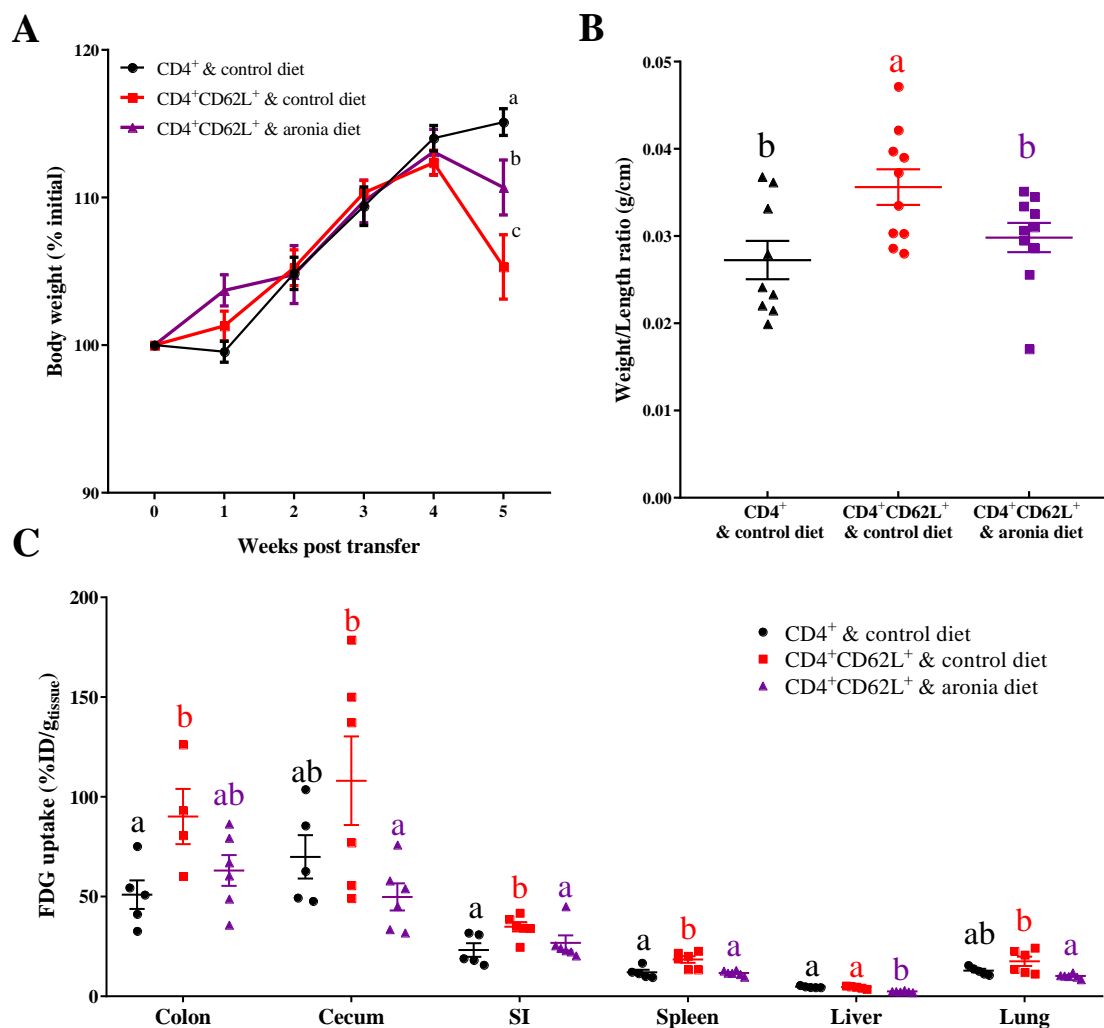 A
120
110
100
90
Body weight (% initial)
CD4⁺ & control diet
CD4⁺CD62L⁺ & control diet
CD4⁺CD62L⁺ & aronia diet
a
b
c
0 1 2 3 4 5
Weeks post transfer
B
0.05
0.04
0.03
0.02
0.01
0.00
Weight/Length ratio (g/cm)
b a b
CD4⁺ CD4⁺CD62L⁺ CD4⁺CD62L⁺
& control diet & control diet & aronia diet
C
200
150
100
50
0
FDG uptake (%ID/gtissue)
CD4⁺ & control diet
CD4⁺CD62L⁺ & control diet
CD4⁺CD62L⁺ & aronia diet
a b ab ab b a a b a a b a a a b ab b a
Colon Cecum SI Spleen Liver Lung